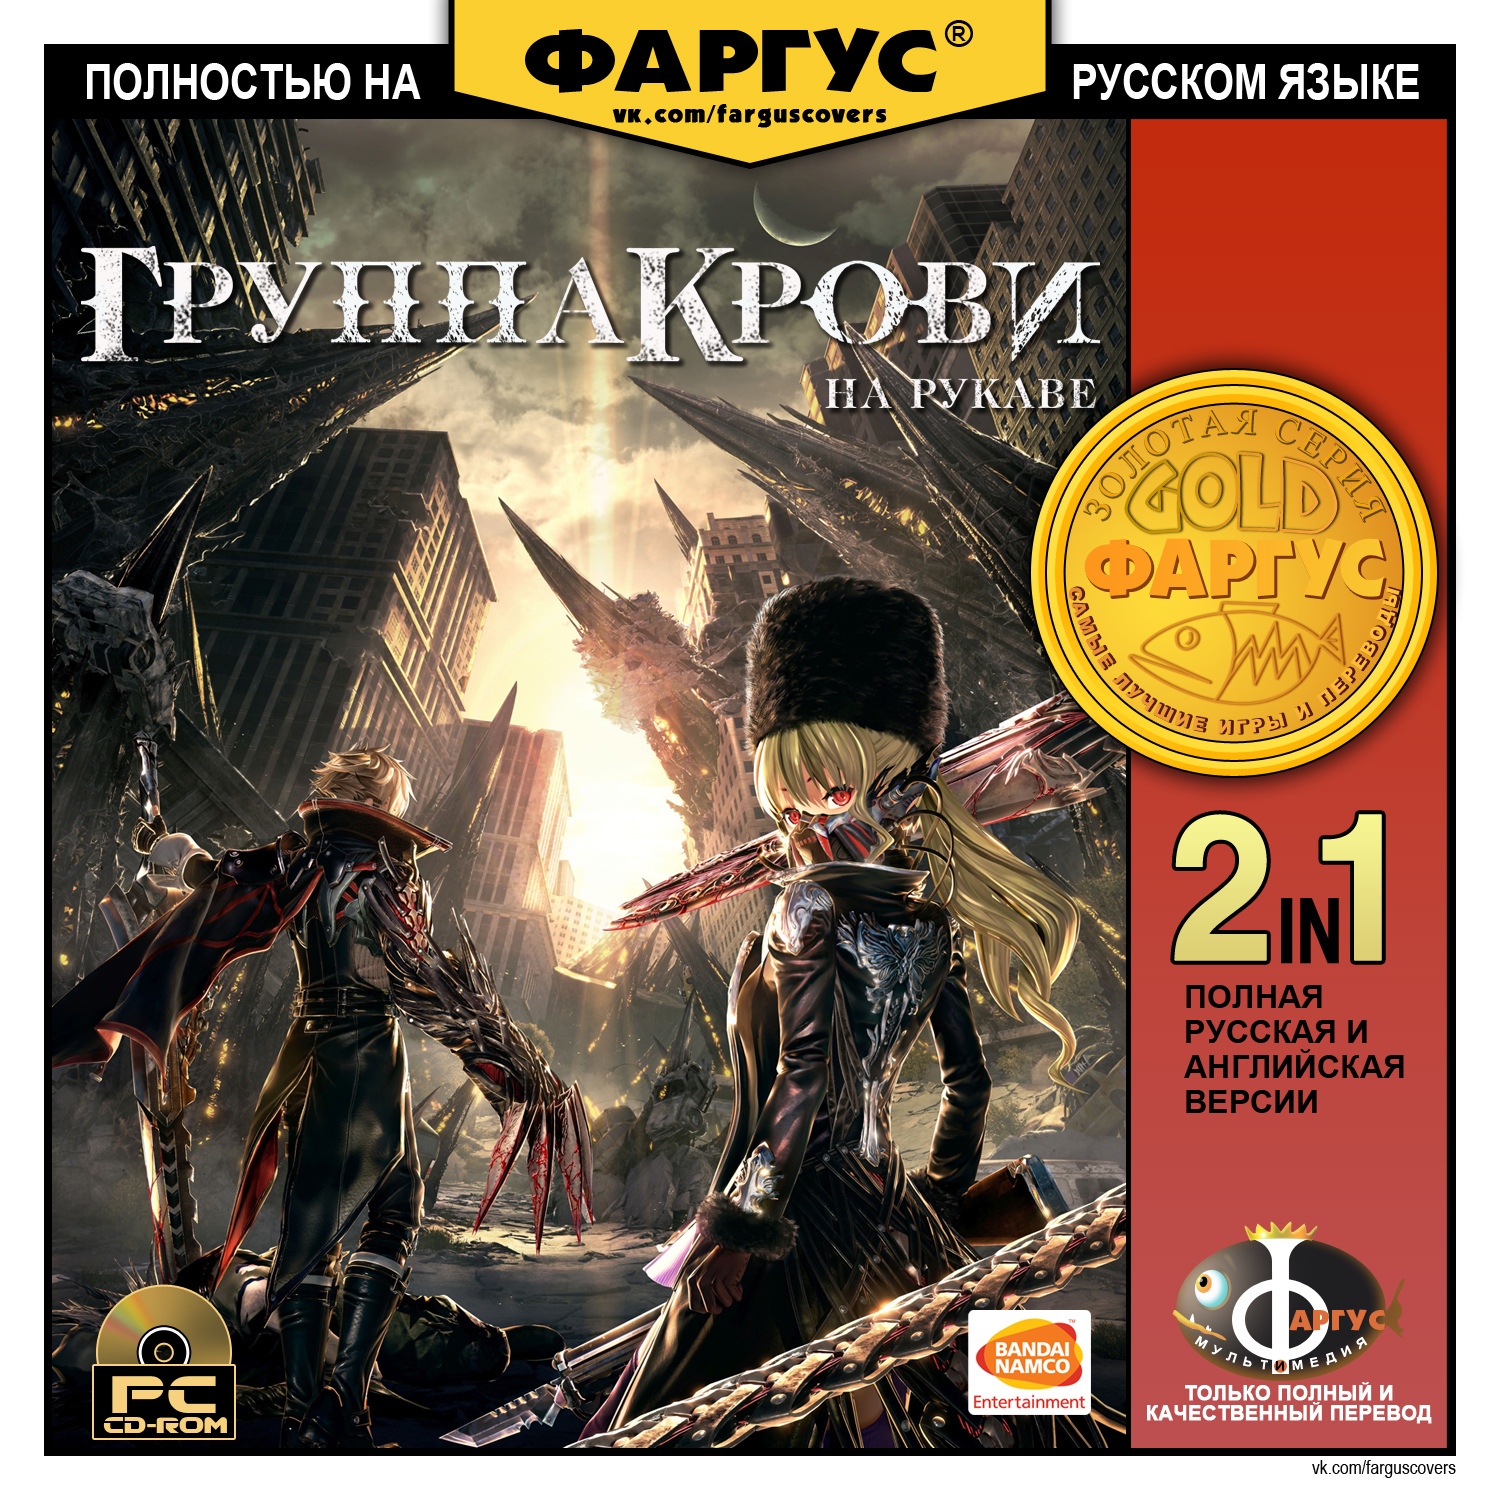 ФАРГУС®
vk.com/farguscovers
ПОЛНОСТЬЮ НА РУССКОМ ЯЗЫКЕ
ГРУППАКРОВИ
НА РУКАВЕ
ЗОЛОТАЯ СЕРИЯ
GOLD
ФАРГУС
САМЫЕ ЛУЧШИЕ ИГРЫ И ПЕРЕВОДЫ
2IN1
ПОЛНАЯ
РУССКАЯ И
АНГЛИЙСКАЯ
ВЕРСИИ
PC
CD-ROM
BANDAI
NAMCO
™
Entertainment
ФАРГУС
МУЛЬТИМЕДИЯ
ТОЛЬКО ПОЛНЫЙ И
КАЧЕСТВЕННЫЙ ПЕРЕВОД
vk.com/farguscovers